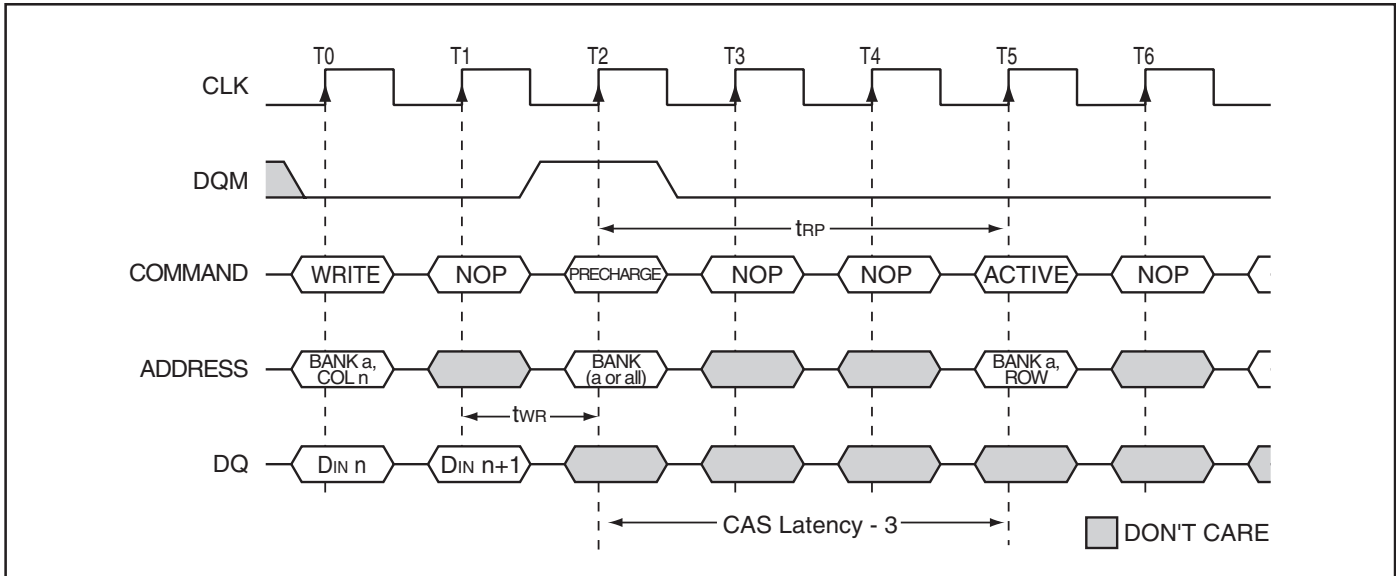 T0 T1 T2 T3 T4 T5 T6
CLK
DQM
tRP
COMMAND WRITE NOP PRECHARGE NOP NOP ACTIVE NOP
ADDRESS BANK a, COL n BANK (a or all) BANK a, ROW
tWR
DQ DIN n DIN n+1
CAS Latency - 3
DON'T CARE